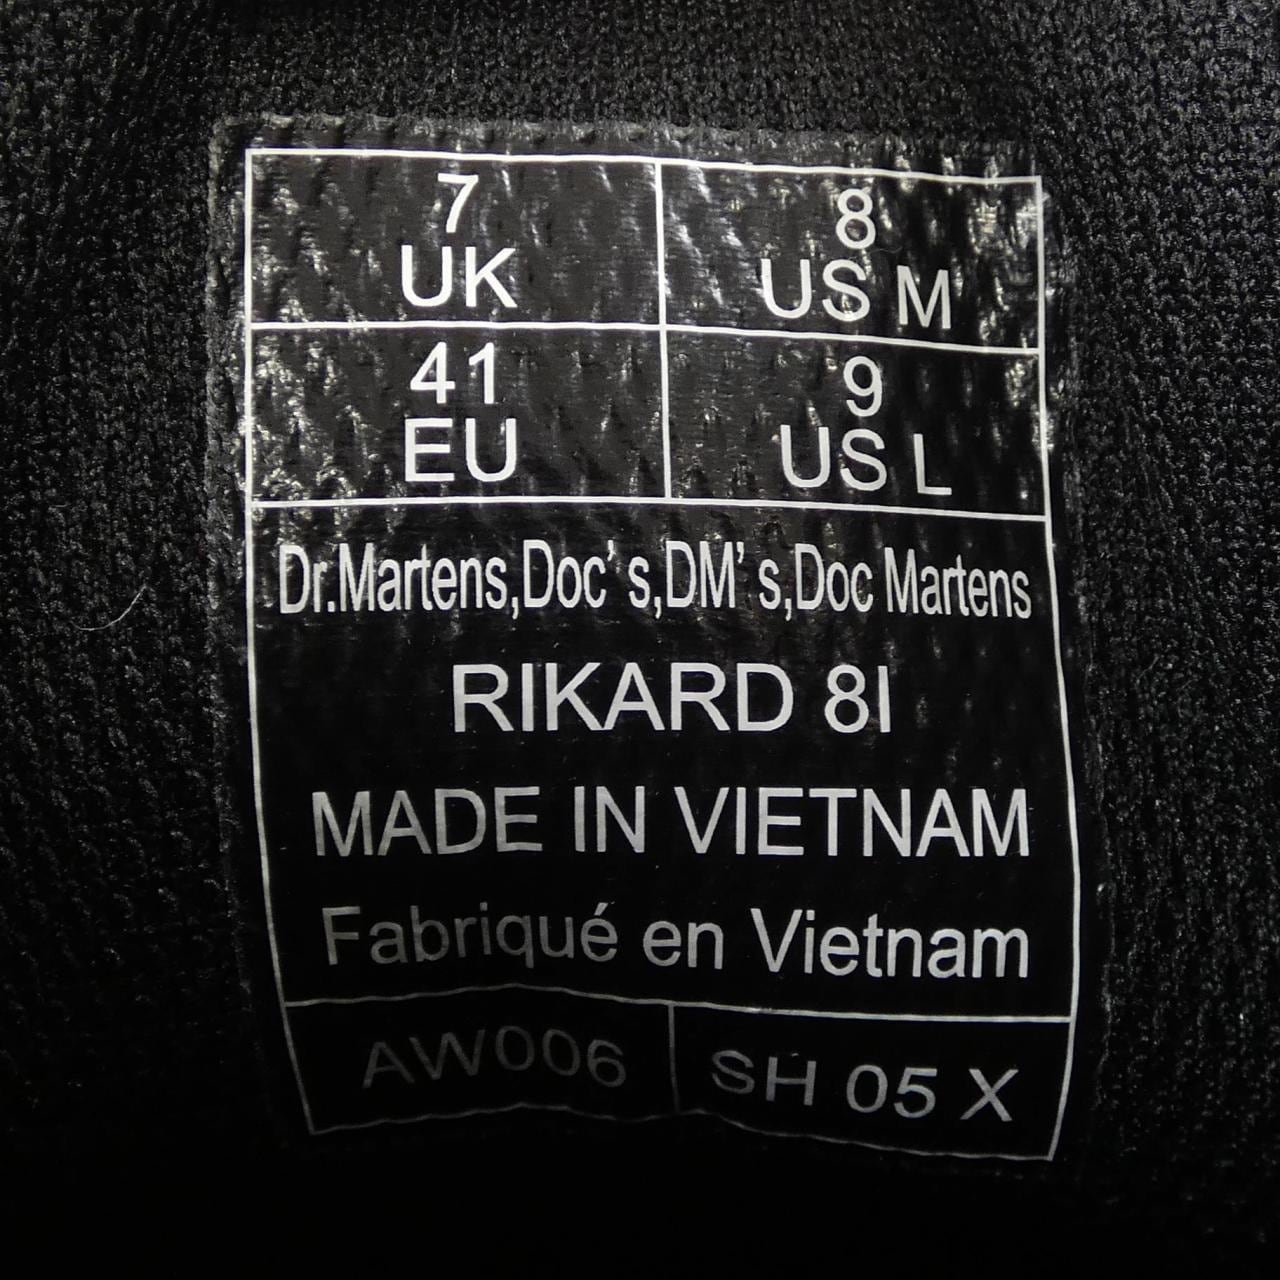 7
UK
8
US M
41
EU
9
US L
Dr.Martens,Doc's,DM's,Doc Martens
RIKARD 8I
MADE IN VIETNAM
Fabriqué en Vietnam
AW006
SH 05 X